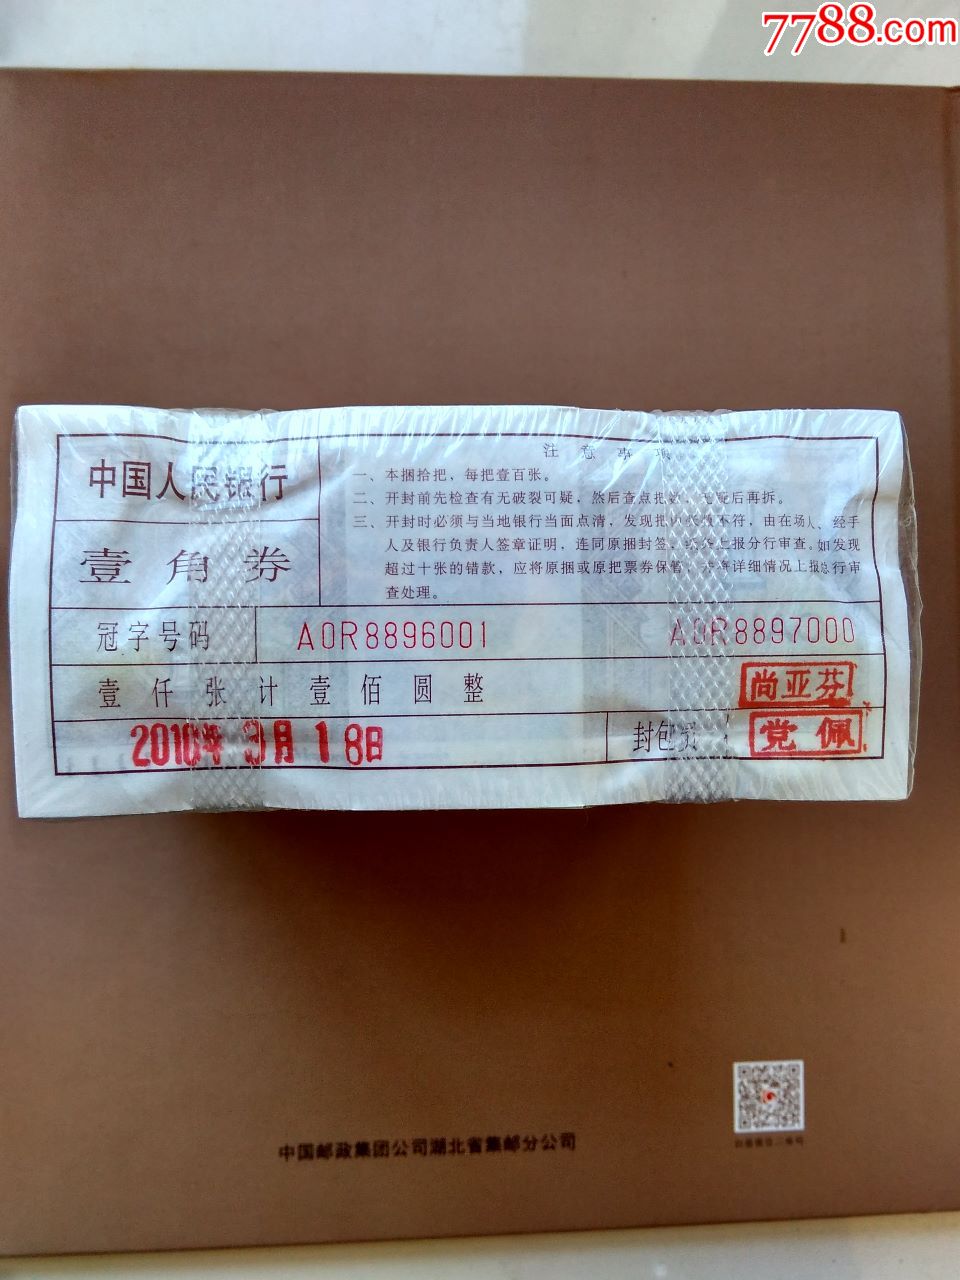 7788.com
中国人民银行
壹角券
注意事项
一、本捆拾把，每把壹百张。
二、开封前先检查有无破裂可疑，然后查点把数，无疑后再拆。
三、开封时必须与当地银行当面点清，发现把内张数不符，由在场人、经手
人及银行负责人签章证明，连同原捆封签，
上报分行审查。如发现
超过十张的错款，应将原捆或原把票券保管，并将详细情况上报总行审
查处理。
冠字号码
A0R8896001
A0R8897000
壹仟张计壹佰圆整
尚亚芬
2010年3月18日
封包员
党佩
中国邮政集团公司湖北省集邮分公司